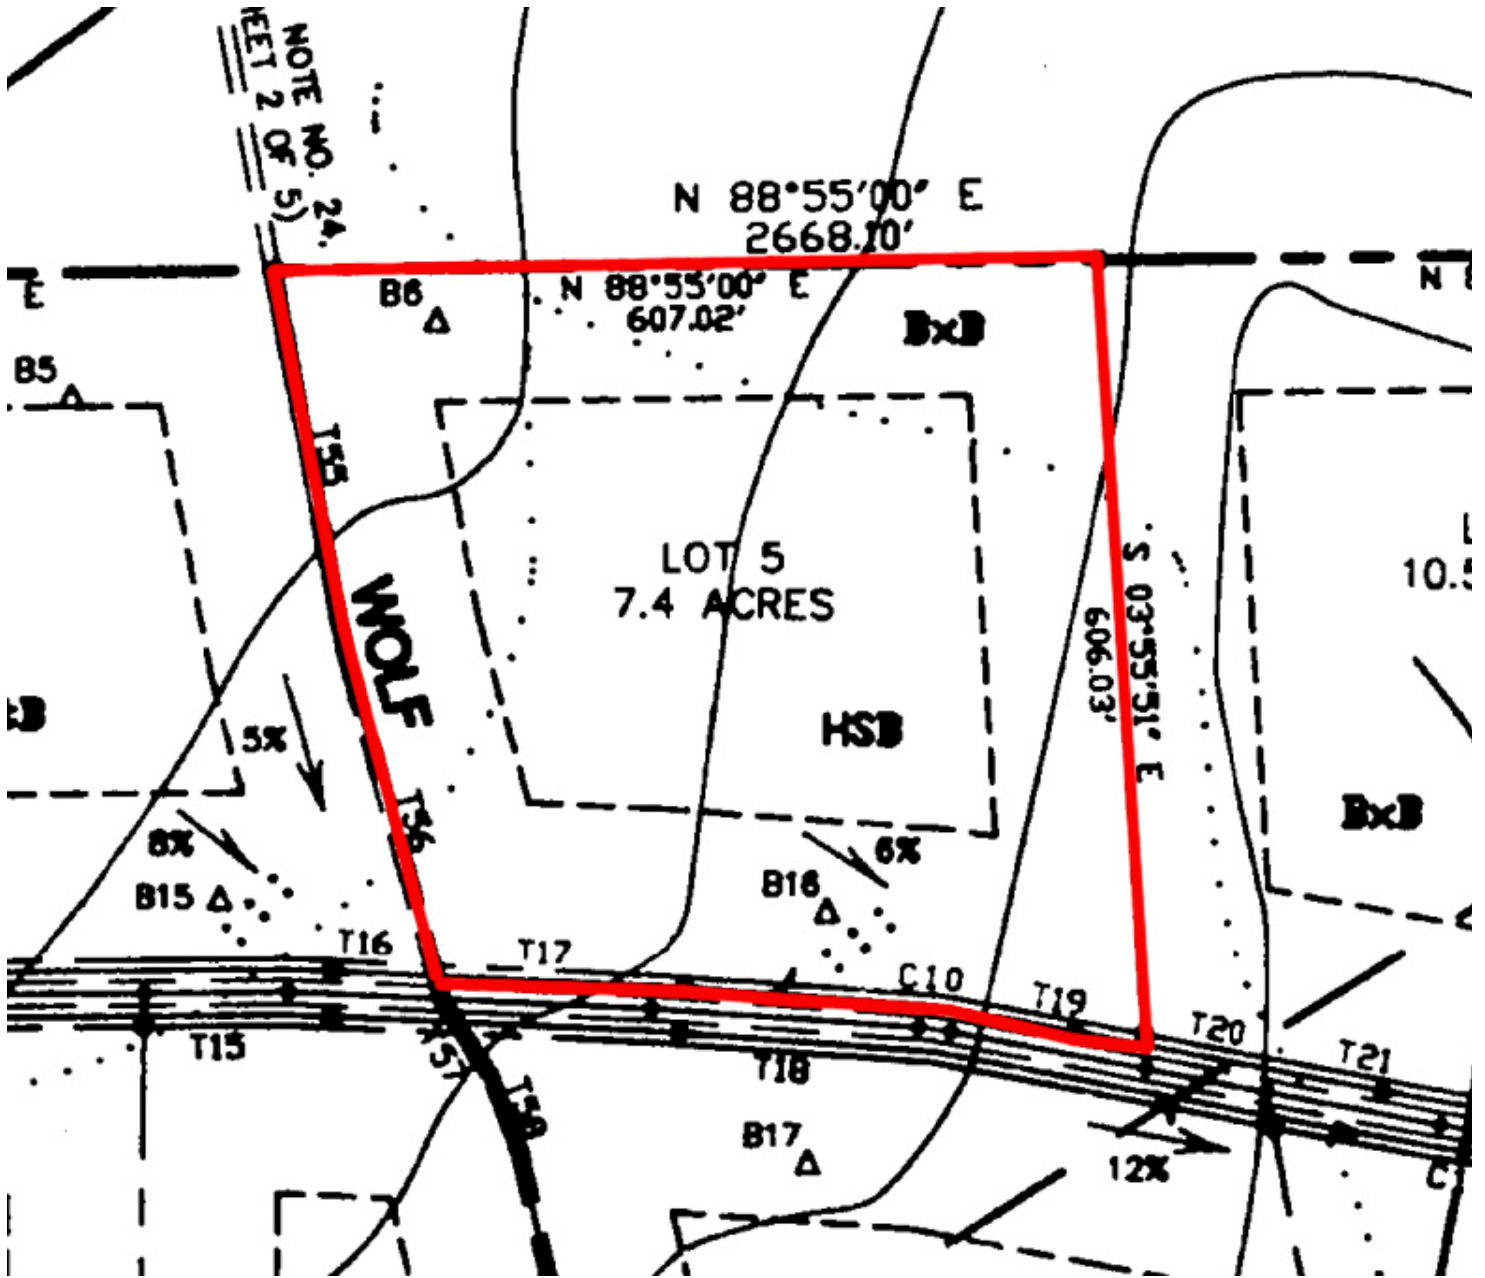 NOTE NO. 24.
SHEET 2 OF 5)
N 88°55'00" E
2668.10'
E
B6
N 88°55'00" E
607.02'
BxB
N 8
B5
T55
LOT 5
7.4 ACRES
10.5
S 03°55'51" E
606.03'
WOLF
HSB
5%
BxB
T56
8%
6%
B15
B16
T16
T17
C10
T19
T20
T15
T18
T21
T58
B17
12%